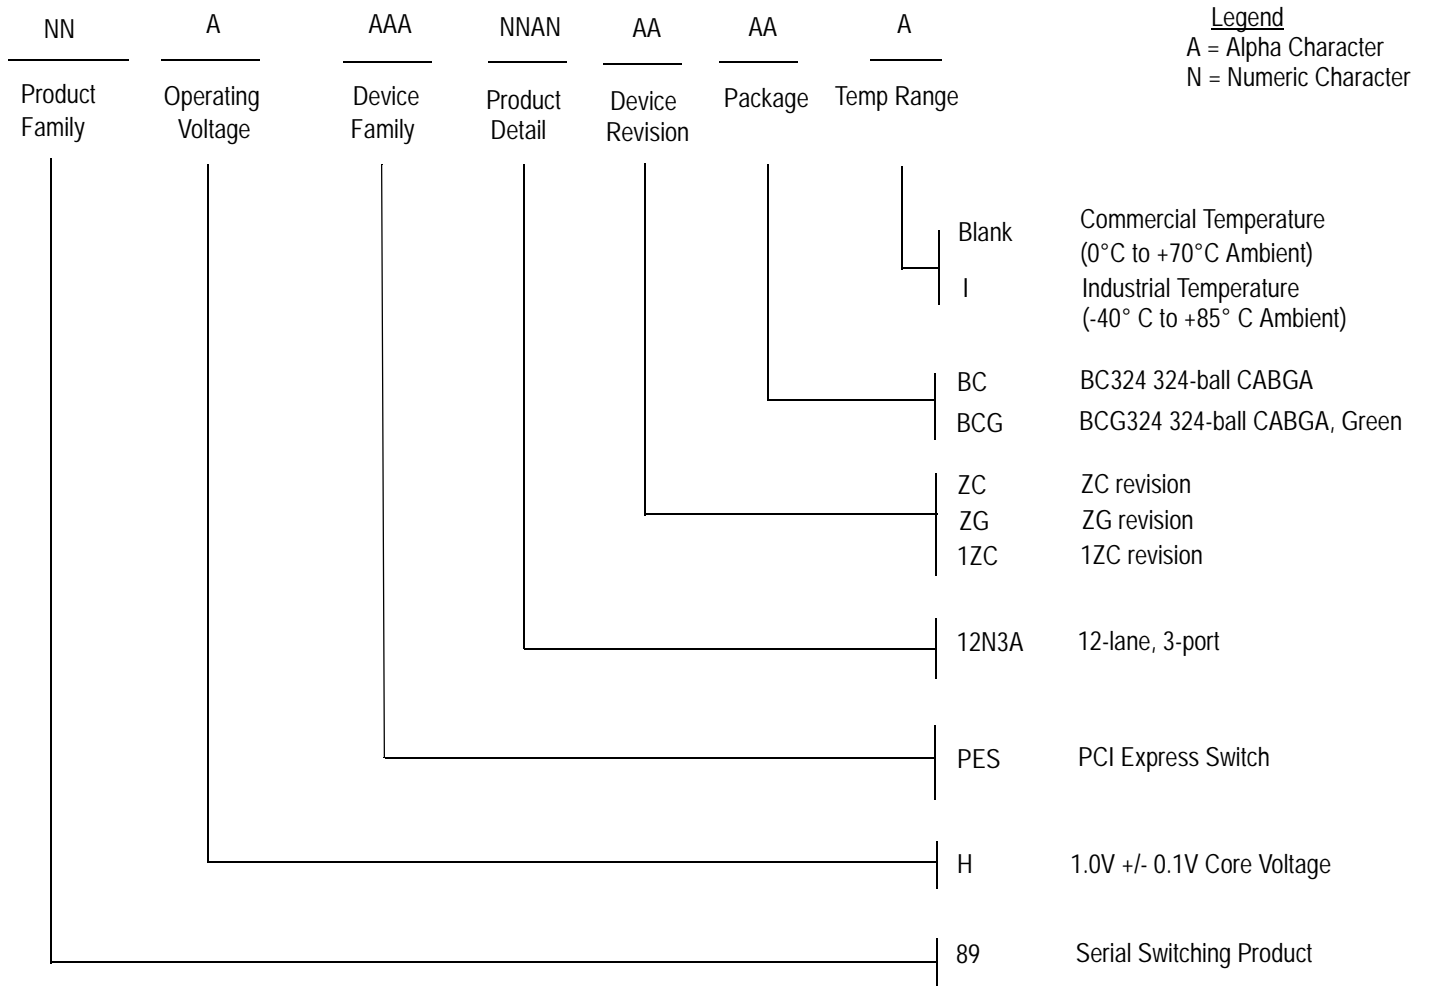 NN A AAA NNAN AA AA A
Legend
A = Alpha Character
N = Numeric Character
Product Family
Operating Voltage
Device Family
Product Detail
Device Revision
Package
Temp Range
Blank Commercial Temperature
(0°C to +70°C Ambient)
I Industrial Temperature
(-40° C to +85° C Ambient)
BC BC324 324-ball CABGA
BCG BCG324 324-ball CABGA, Green
ZC ZC revision
ZG ZG revision
1ZC 1ZC revision
12N3A 12-lane, 3-port
PES PCI Express Switch
H 1.0V +/- 0.1V Core Voltage
89 Serial Switching Product